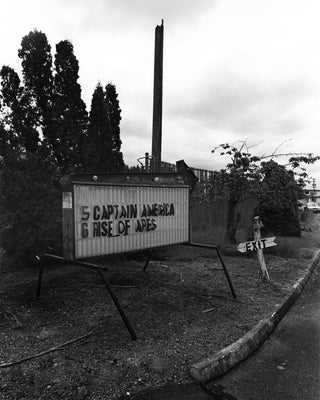 5 CAPTAIN AMERICA
6 RISE OF APES
EXIT